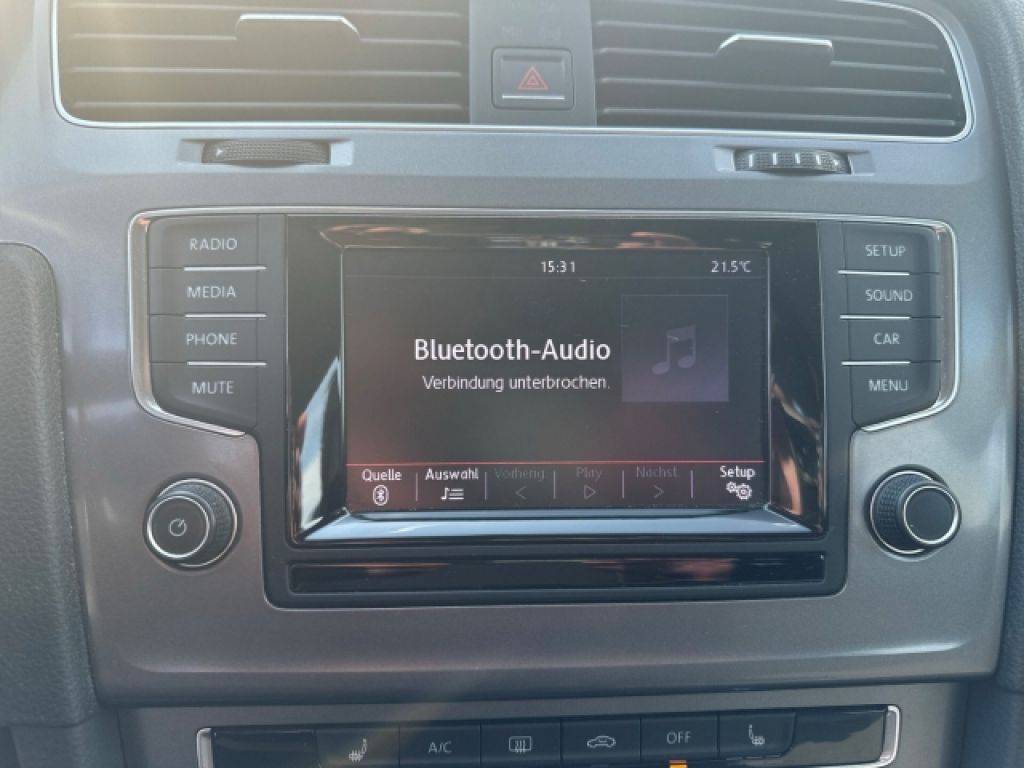 RADIO
MEDIA
PHONE
MUTE
15:31
21.5°C
Bluetooth-Audio
Verbindung unterbrochen.
Quelle
Auswahl
Vorherig
Play
Nächst.
Setup
SETUP
SOUND
CAR
MENU
A/C
OFF